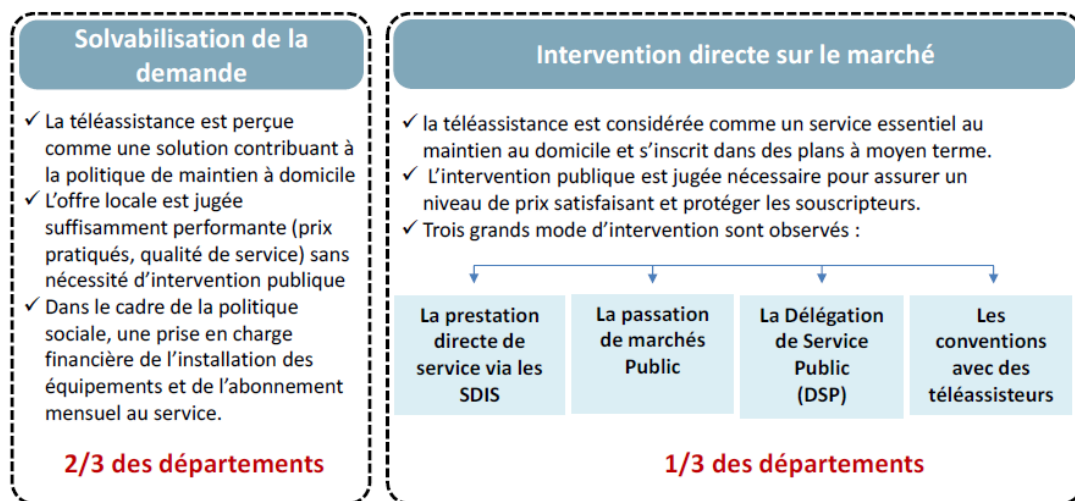 Solvabilisation de la
demande
✓ La téléassistance est perçue
comme une solution contribuant à
la politique de maintien à domicile
✓ L'offre locale est jugée
suffisamment performante (prix
pratiqués, qualité de service) sans
nécessité d'intervention publique
✓ Dans le cadre de la politique
sociale, une prise en charge
financière de l'installation des
équipements et de l'abonnement
mensuel au service.
2/3 des départements
Intervention directe sur le marché
✓ la téléassistance est considérée comme un service essentiel au
maintien au domicile et s'inscrit dans des plans à moyen terme.
✓ L'intervention publique est jugée nécessaire pour assurer un
niveau de prix satisfaisant et protéger les souscripteurs.
✓ Trois grands mode d'intervention sont observés :
La prestation
directe de
service via les
SDIS
La passation
de marchés
Public
La Délégation
de Service
Public
(DSP)
Les
conventions
avec des
téléassisteurs
1/3 des départements